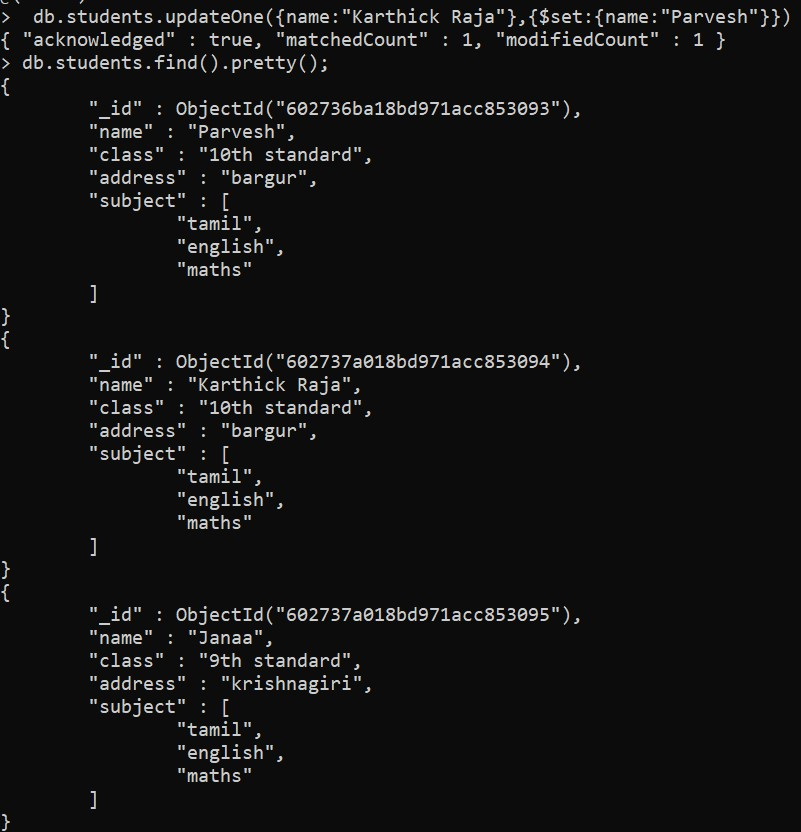 > db.students.updateOne({name:"Karthick Raja"},{$set:{name:"Parvesh"}})
{ "acknowledged" : true, "matchedCount" : 1, "modifiedCount" : 1 }
> db.students.find().pretty();
{
        "_id" : ObjectId("602736ba18bd971acc853093"),
        "name" : "Parvesh",
        "class" : "10th standard",
        "address" : "bargur",
        "subject" : [
                "tamil",
                "english",
                "maths"
        ]
}
{
        "_id" : ObjectId("602737a018bd971acc853094"),
        "name" : "Karthick Raja",
        "class" : "10th standard",
        "address" : "bargur",
        "subject" : [
                "tamil",
                "english",
                "maths"
        ]
}
{
        "_id" : ObjectId("602737a018bd971acc853095"),
        "name" : "Janaa",
        "class" : "9th standard",
        "address" : "krishnagiri",
        "subject" : [
                "tamil",
                "english",
                "maths"
        ]
}